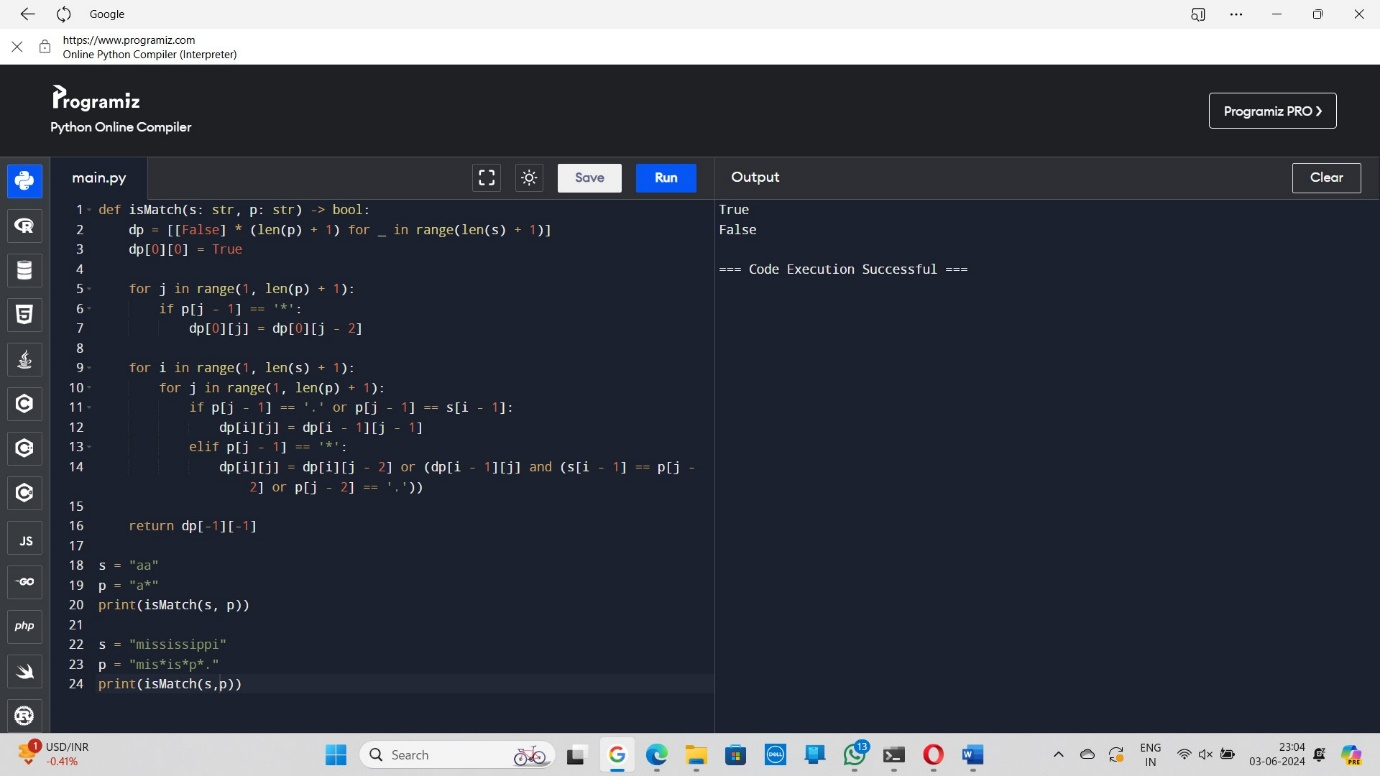 Google
https://www.programiz.com
Online Python Compiler (Interpreter)
Programiz
Python Online Compiler
Programiz PRO
main.py
Save
Run
Output
Clear
1 def isMatch(s: str, p: str) -> bool:
2 dp = [[False] * (len(p) + 1) for _ in range(len(s) + 1)]
3 dp[0][0] = True
4
5 for j in range(1, len(p) + 1):
6 if p[j - 1] == '*':
7 dp[0][j] = dp[0][j - 2]
8
9 for i in range(1, len(s) + 1):
10 for j in range(1, len(p) + 1):
11 if p[j - 1] == '.' or p[j - 1] == s[i - 1]:
12 dp[i][j] = dp[i - 1][j - 1]
13 elif p[j - 1] == '*':
14 dp[i][j] = dp[i][j - 2] or (dp[i - 1][j] and (s[i - 1] == p[j -
2] or p[j - 2] == '.'))
15
16 return dp[-1][-1]
17
18 s = "aa"
19 p = "a*"
20 print(isMatch(s, p))
21
22 s = "mississippi"
23 p = "mis*is*p*."
24 print(isMatch(s,p))
True
False
=== Code Execution Successful ===
JS
GO
php
1
USD/INR
-0.41%
Search
DELL
13
ENG
IN
23:04
03-06-2024
PRE